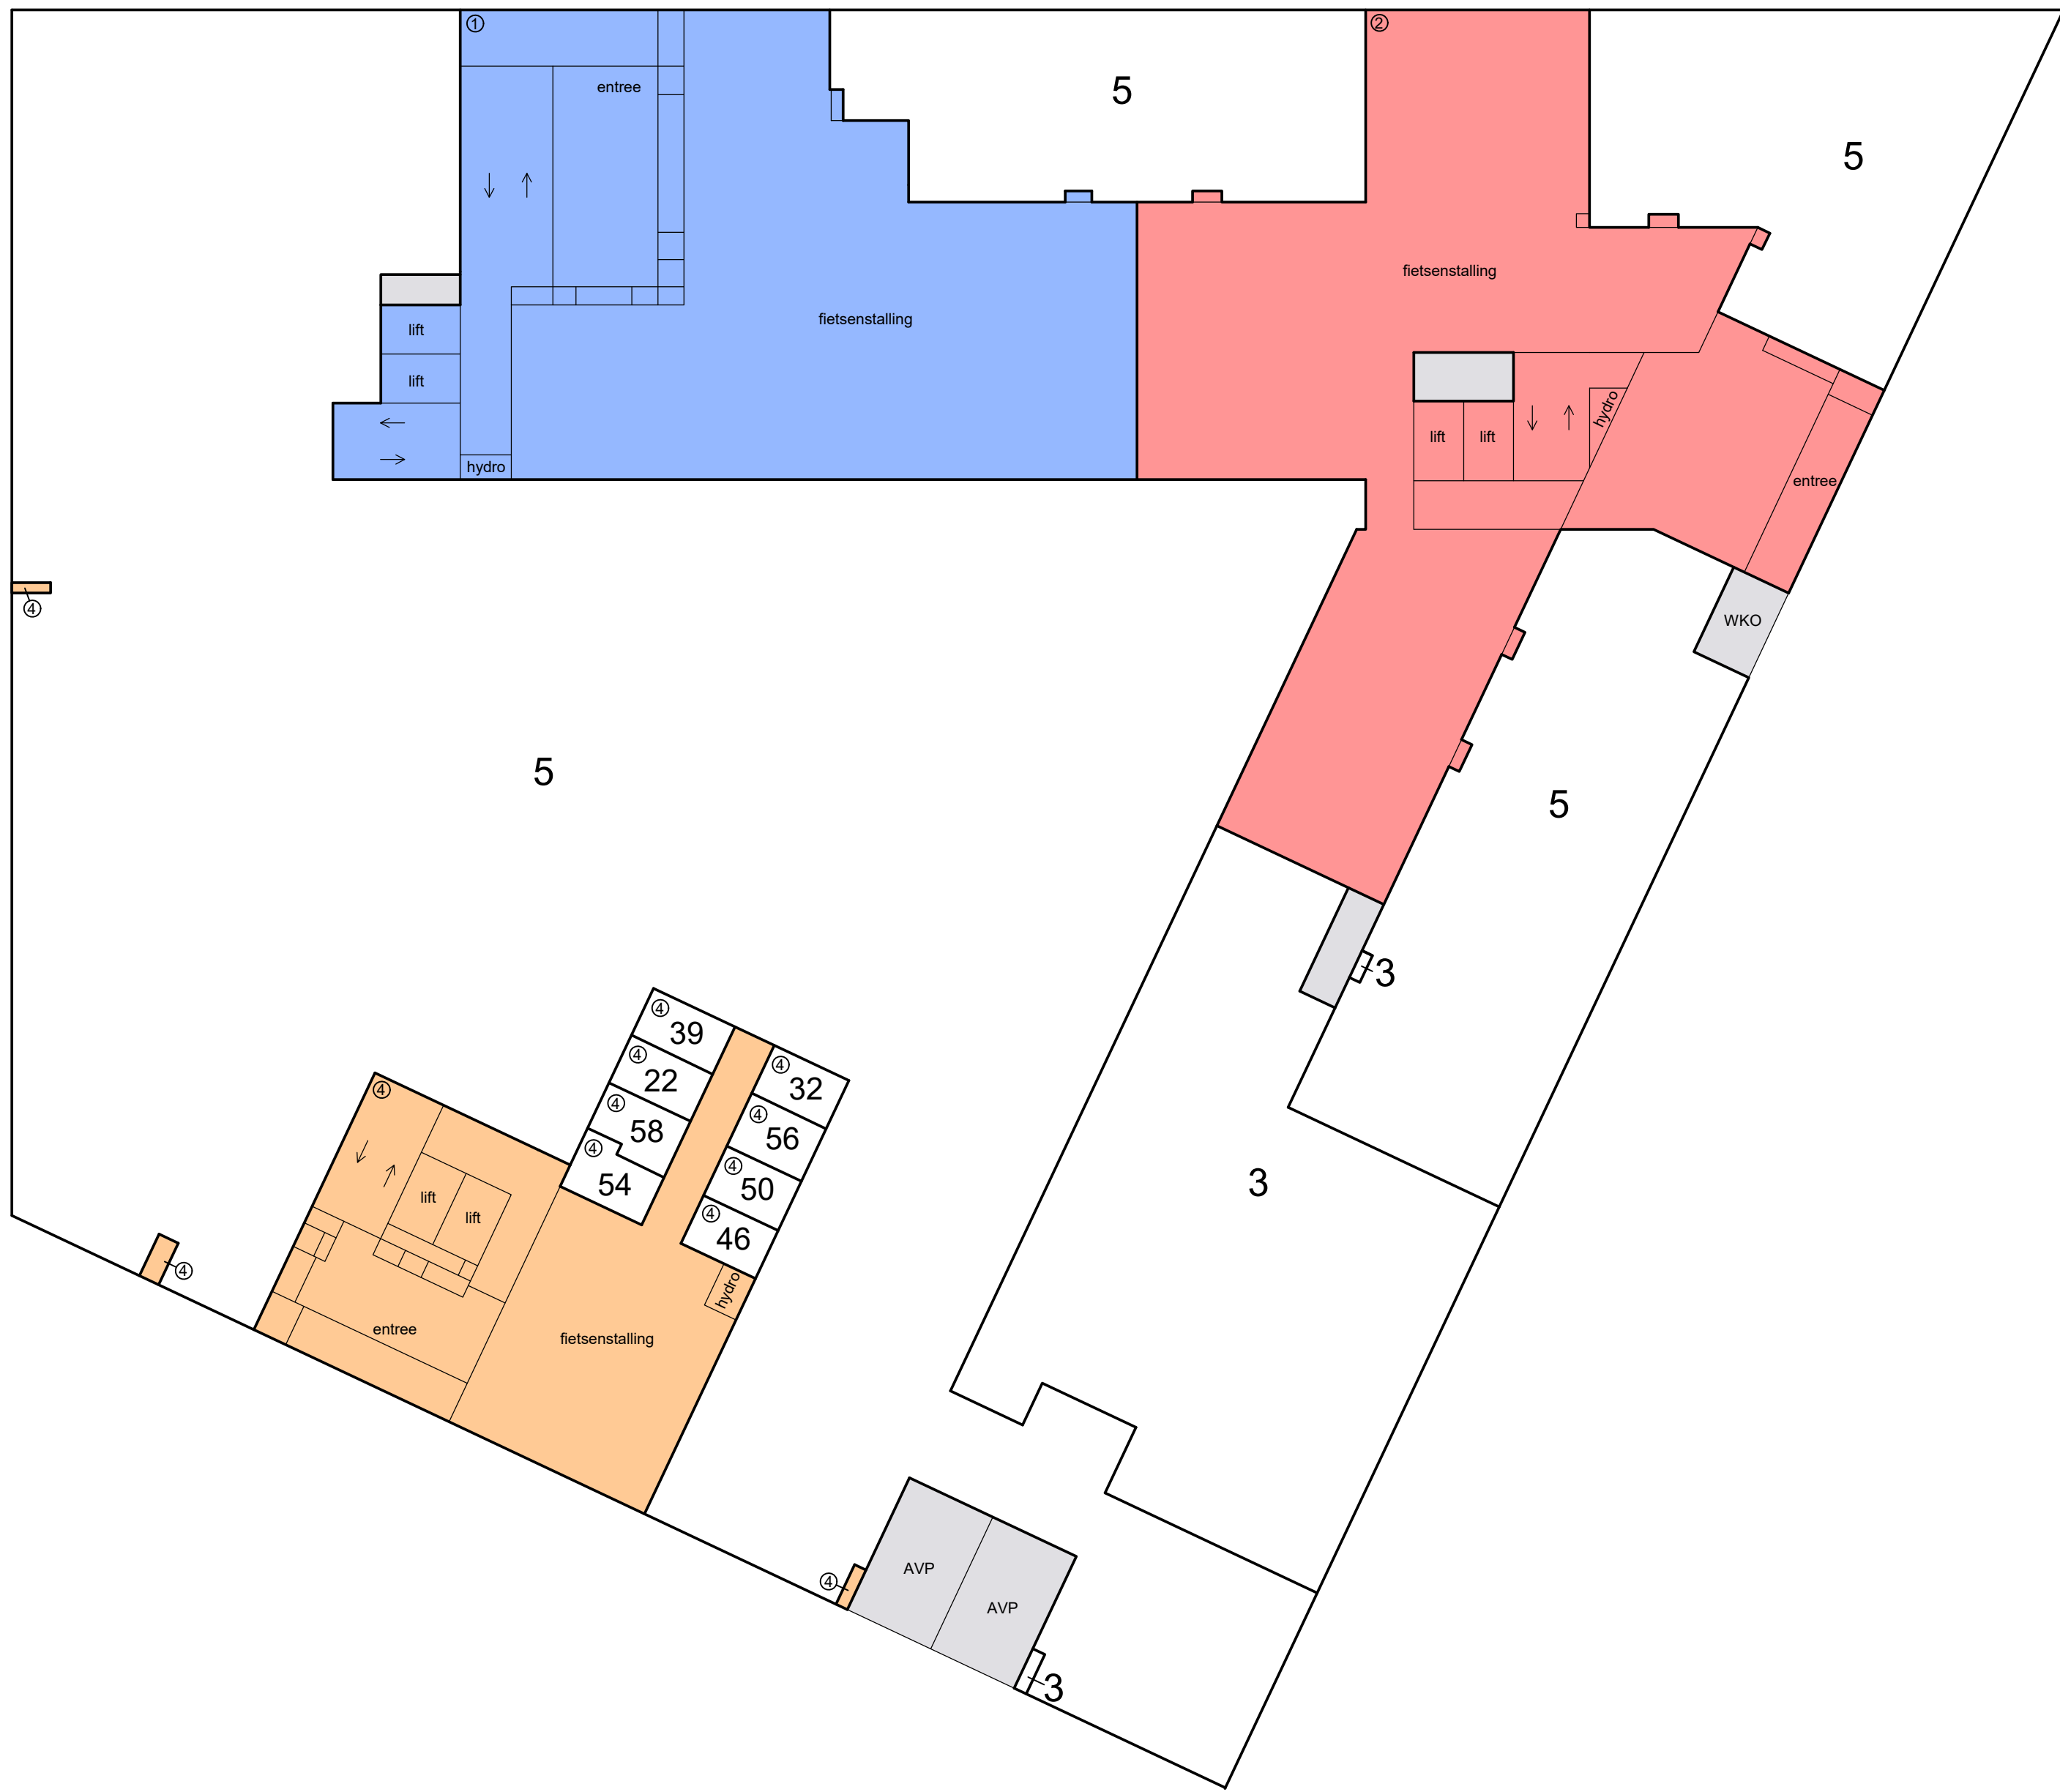 ①
②
entree
5
5
fietsenstalling
fietsenstalling
lift
lift
hydro
hydro
lift
lift
entree
④
WKO
5
5
3
④
39
④
22
④
58
④
54
④
32
④
56
④
50
④
46
④
lift
lift
hydro
entree
fietsenstalling
3
④
④
AVP
AVP
3